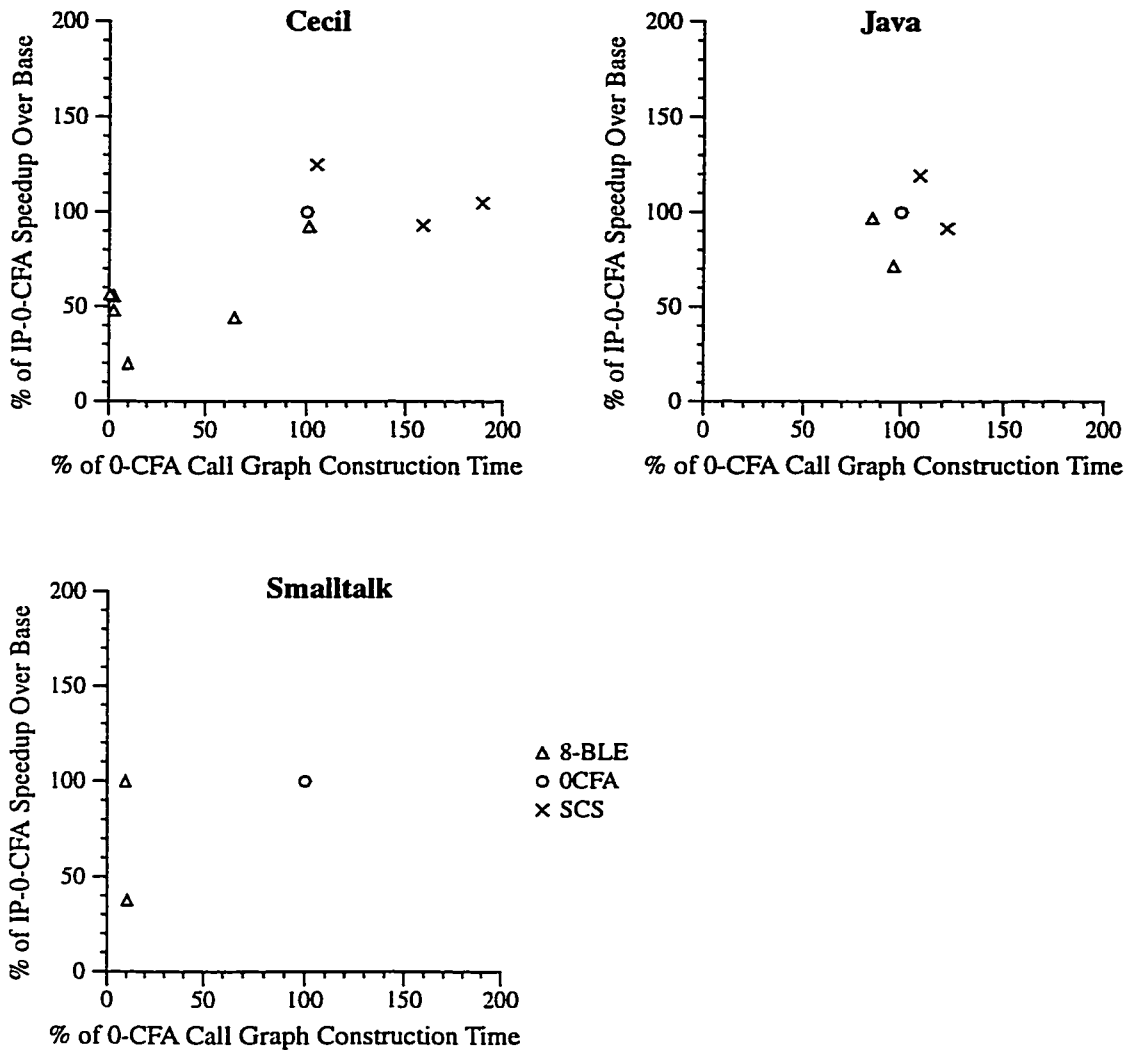 Cecil
% of IP-0-CFA Speedup Over Base
200
150
100
50
0
0 50 100 150 200
% of 0-CFA Call Graph Construction Time
Java
% of IP-0-CFA Speedup Over Base
200
150
100
50
0
0 50 100 150 200
% of 0-CFA Call Graph Construction Time
Smalltalk
% of IP-0-CFA Speedup Over Base
200
150
100
50
0
0 50 100 150 200
% of 0-CFA Call Graph Construction Time
8-BLE
0CFA
SCS